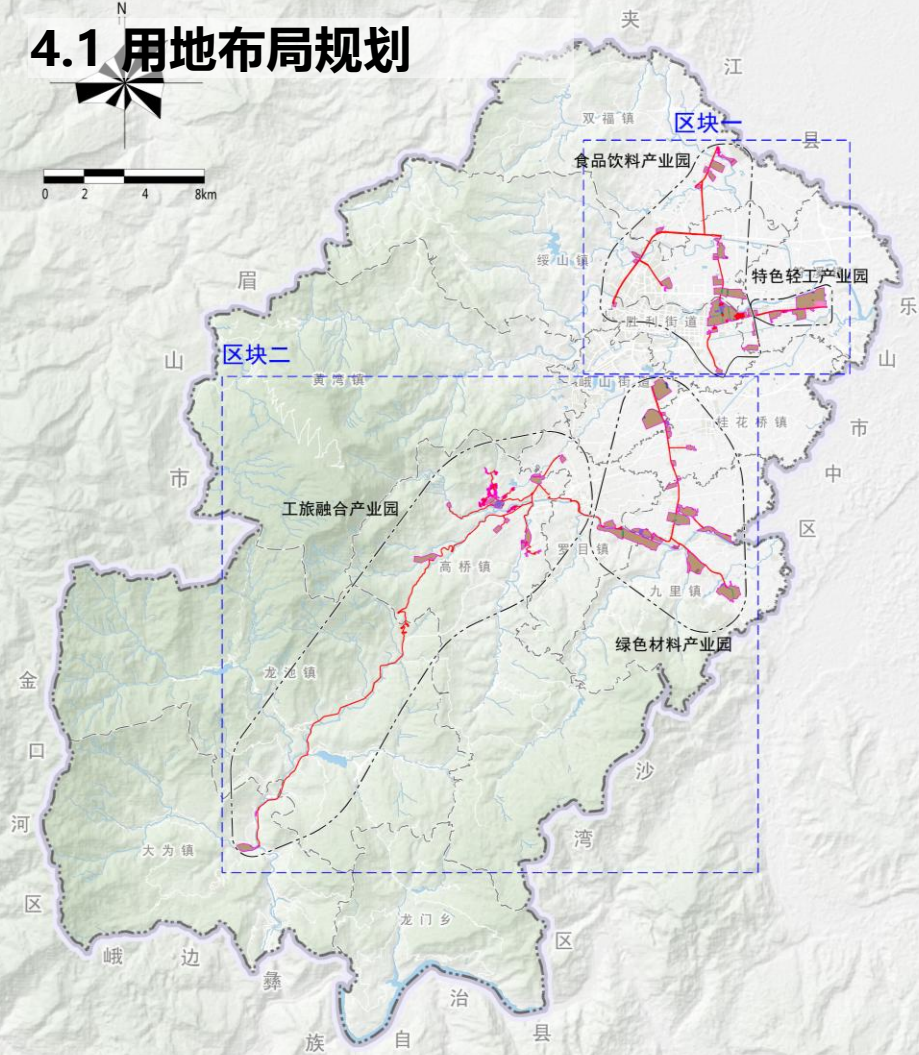 N
4.1 用地布局规划
0 2 4 8km
夹
江
县
双福镇
区块一
食品饮料产业园
绥山镇
特色轻工产业园
胜利街道
眉
山
市
乐
山
市
中
区
区块二
黄湾镇
峨山街道
桂花桥镇
工旅融合产业园
罗目镇
高桥镇
九里镇
绿色材料产业园
龙池镇
金
口
河
区
沙
湾
区
大为镇
龙门乡
峨
边
彝
族
自
治
县